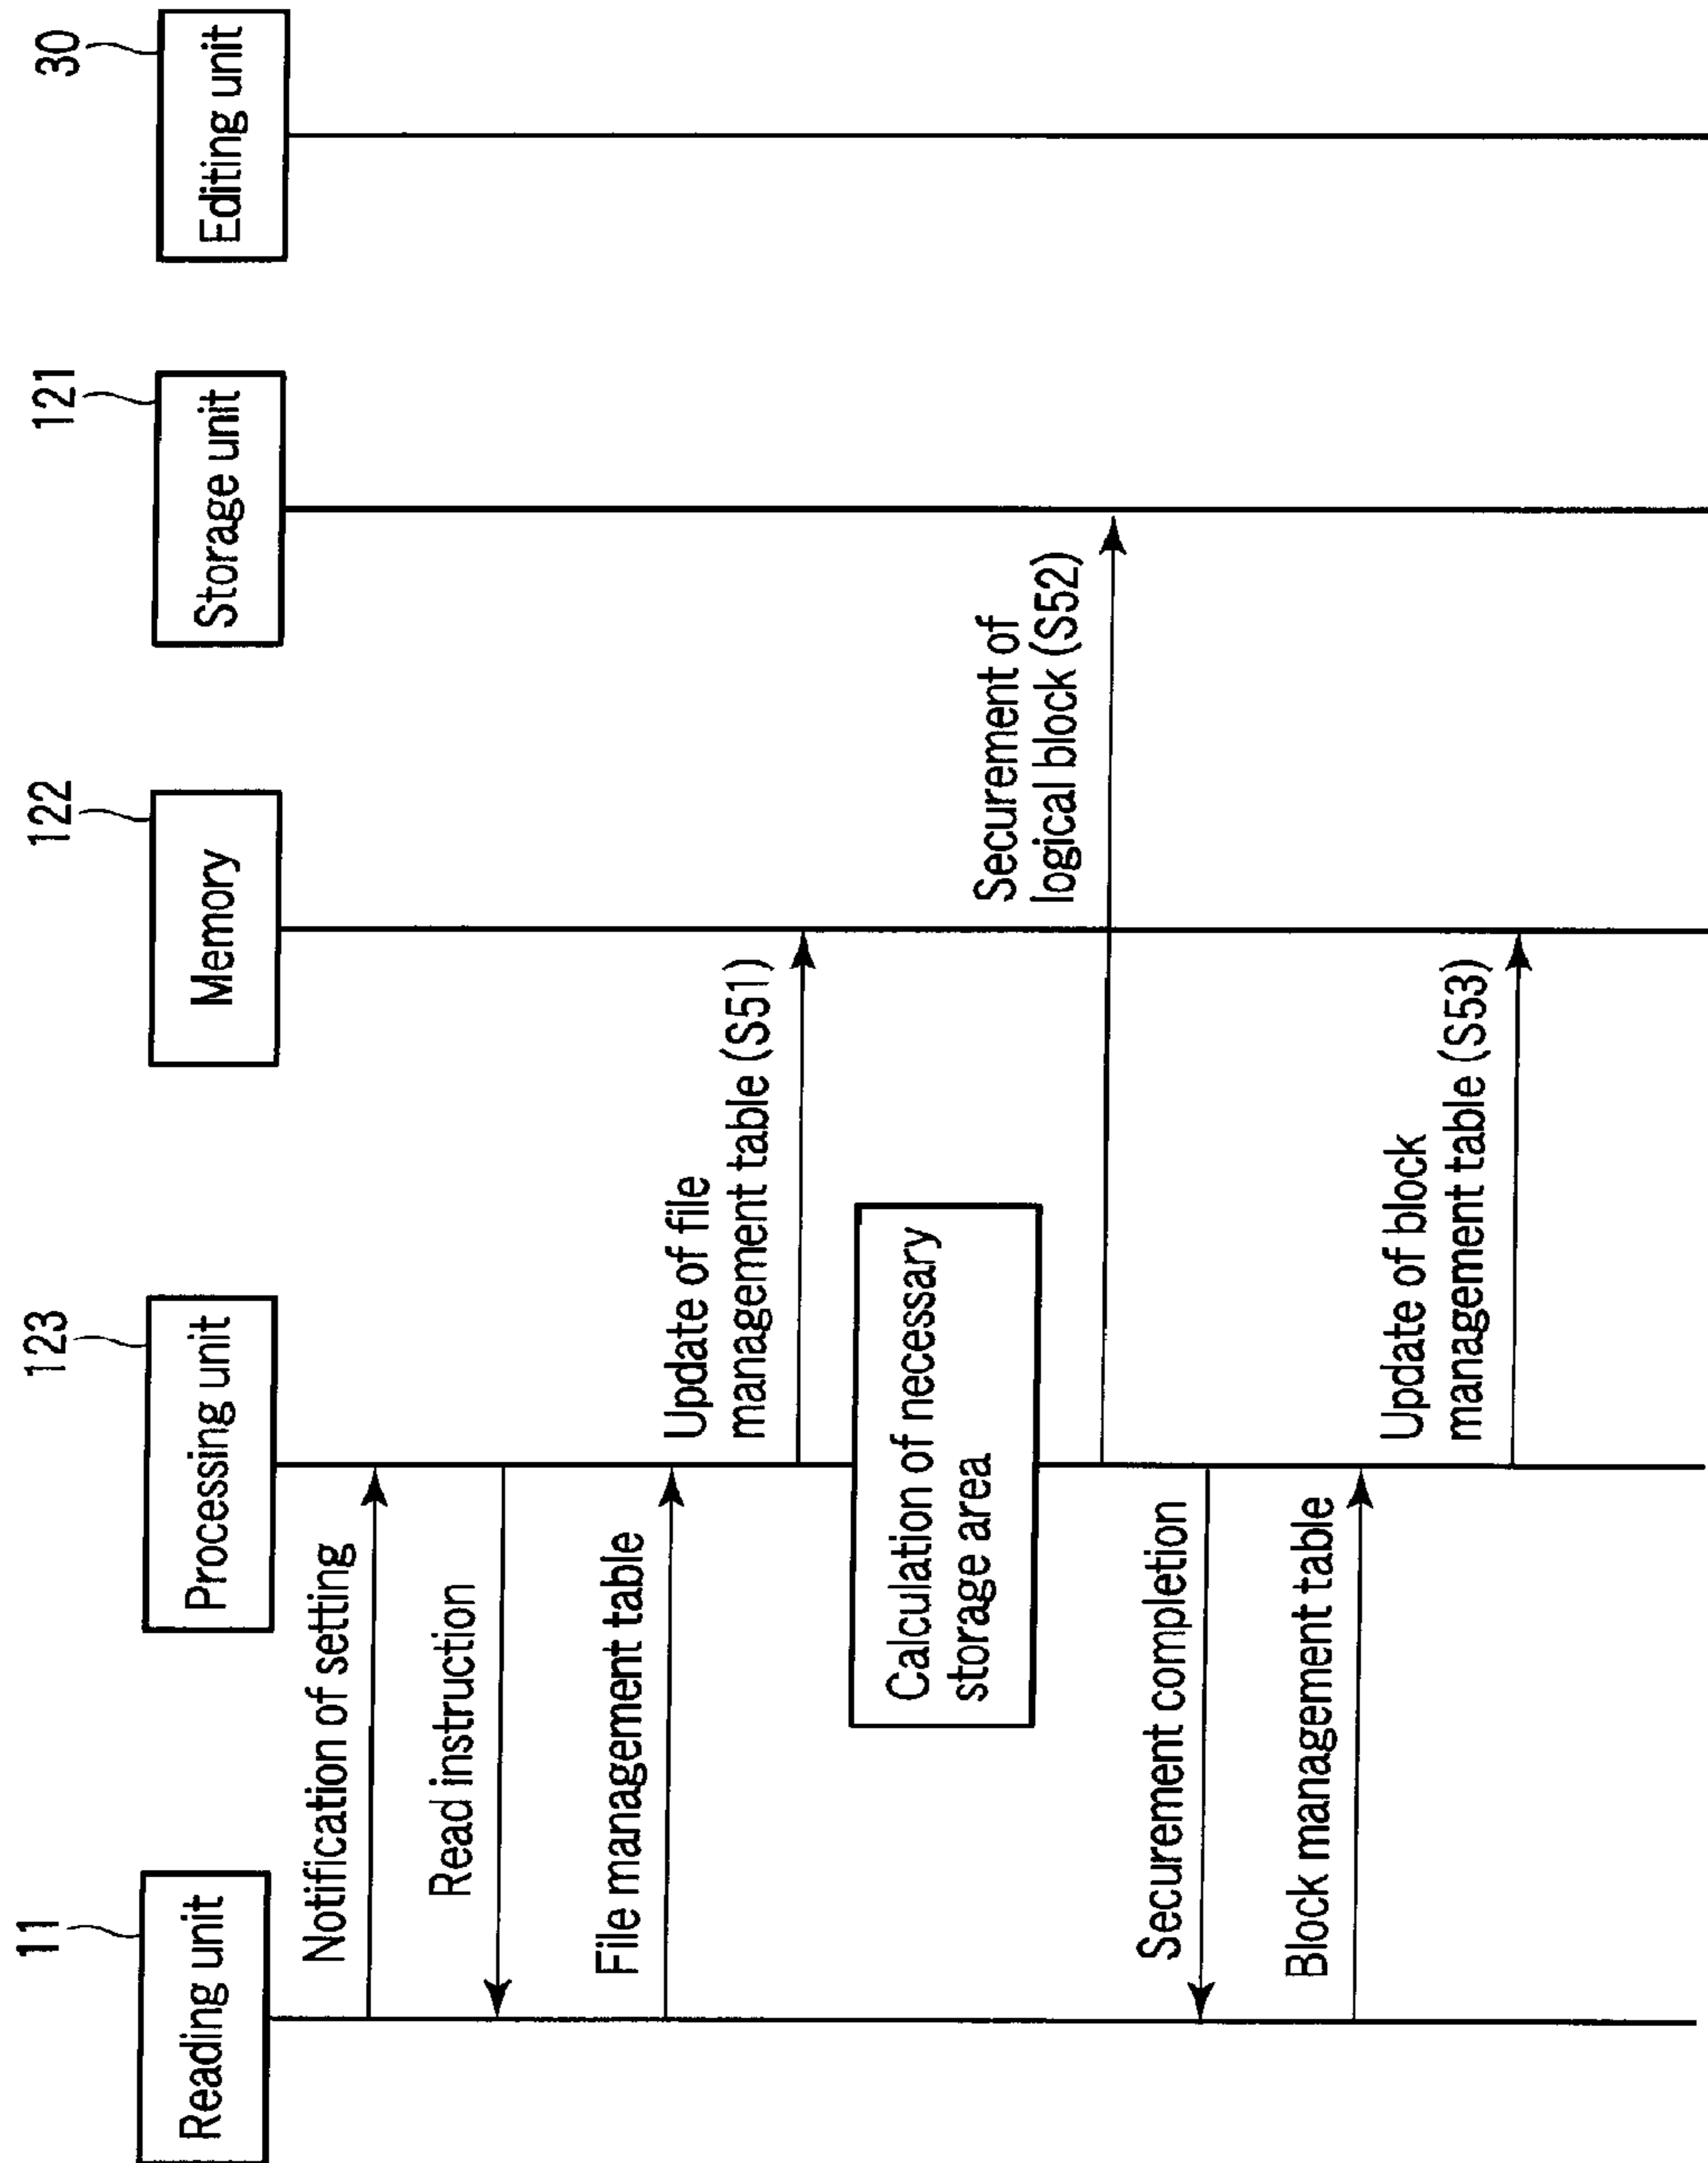 11
123
122
121
30
Reading unit
Processing unit
Memory
Storage unit
Editing unit
Notification of setting
Read instruction
File management table
Update of file
management table (S51)
Calculation of necessary
storage area
Securement of
logical block (S52)
Securement completion
Block management table
Update of block
management table (S53)